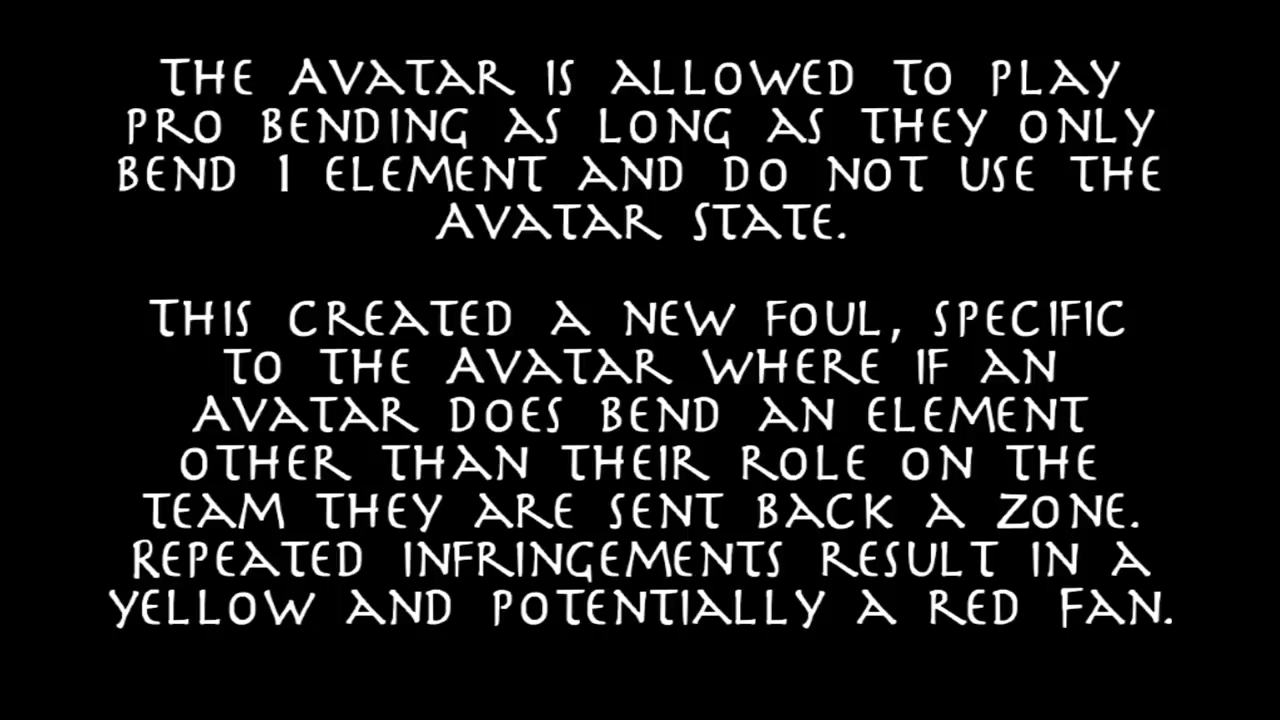 The Avatar is allowed to play
pro bending as long as they only
bend 1 element and do not use the
Avatar State.
This created a new foul, specific
to the Avatar where if an
Avatar does bend an element
other than their role on the
team they are sent back a zone.
Repeated infringements result in a
yellow and potentially a red fan.